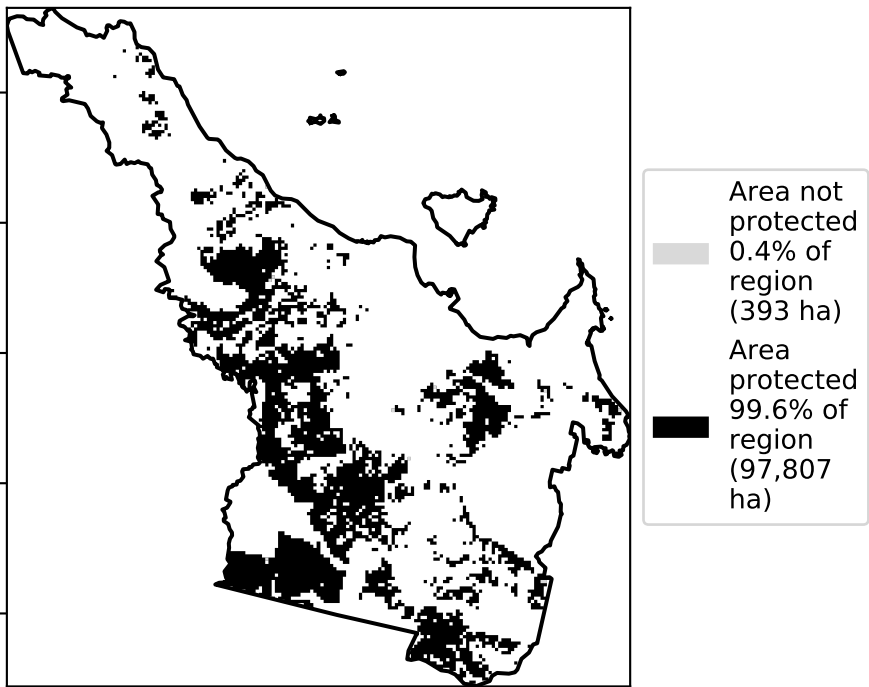 Area not
protected
0.4% of
region
(393 ha)
Area
protected
99.6% of
region
(97,807
ha)